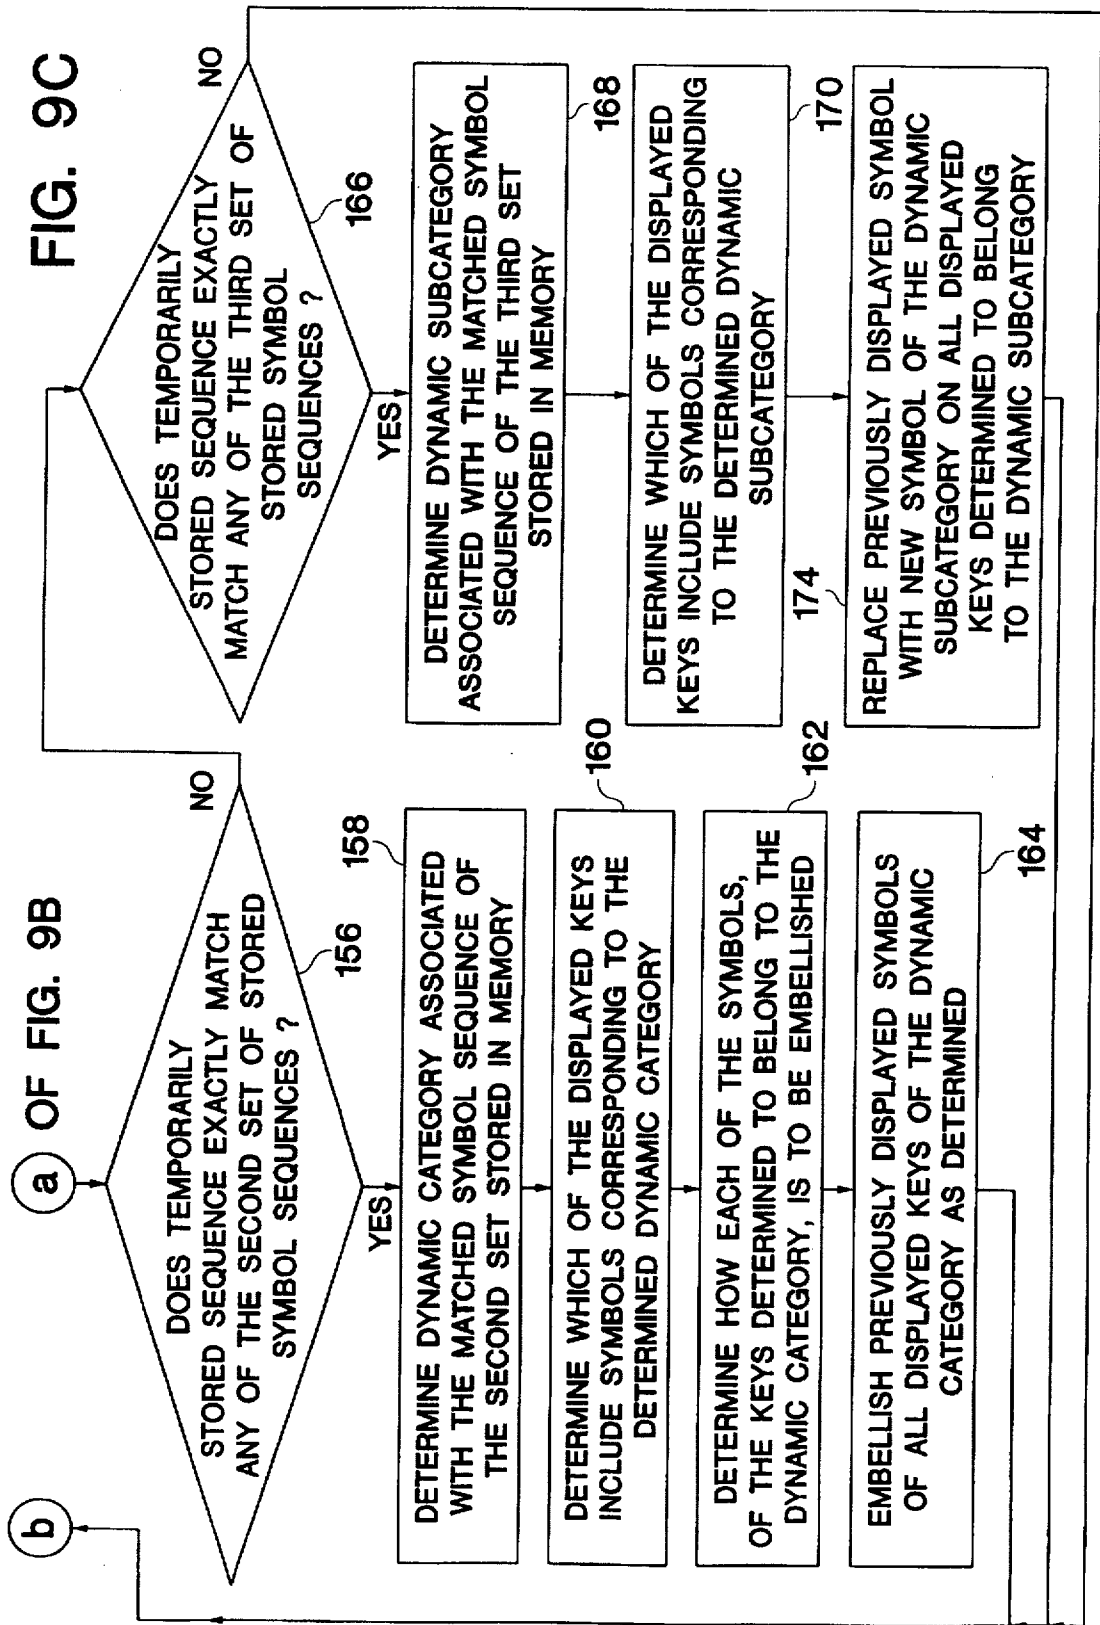 FIG. 9C
b
a OF FIG. 9B
DOES TEMPORARILY
STORED SEQUENCE EXACTLY MATCH
ANY OF THE SECOND SET OF STORED
SYMBOL SEQUENCES ?
NO
156
YES
DETERMINE DYNAMIC CATEGORY ASSOCIATED
WITH THE MATCHED SYMBOL SEQUENCE OF
THE SECOND SET STORED IN MEMORY
158
DETERMINE WHICH OF THE DISPLAYED KEYS
INCLUDE SYMBOLS CORRESPONDING TO THE
DETERMINED DYNAMIC CATEGORY
160
DETERMINE HOW EACH OF THE SYMBOLS,
OF THE KEYS DETERMINED TO BELONG TO THE
DYNAMIC CATEGORY, IS TO BE EMBELLISHED
162
EMBELLISH PREVIOUSLY DISPLAYED SYMBOLS
OF ALL DISPLAYED KEYS OF THE DYNAMIC
CATEGORY AS DETERMINED
164
DOES TEMPORARILY
STORED SEQUENCE EXACTLY
MATCH ANY OF THE THIRD SET OF
STORED SYMBOL
SEQUENCES ?
NO
166
YES
DETERMINE DYNAMIC SUBCATEGORY
ASSOCIATED WITH THE MATCHED SYMBOL
SEQUENCE OF THE THIRD SET
STORED IN MEMORY
168
DETERMINE WHICH OF THE DISPLAYED
KEYS INCLUDE SYMBOLS CORRESPONDING
TO THE DETERMINED DYNAMIC
SUBCATEGORY
170
174
REPLACE PREVIOUSLY DISPLAYED SYMBOL
WITH NEW SYMBOL OF THE DYNAMIC
SUBCATEGORY ON ALL DISPLAYED
KEYS DETERMINED TO BELONG
TO THE DYNAMIC SUBCATEGORY